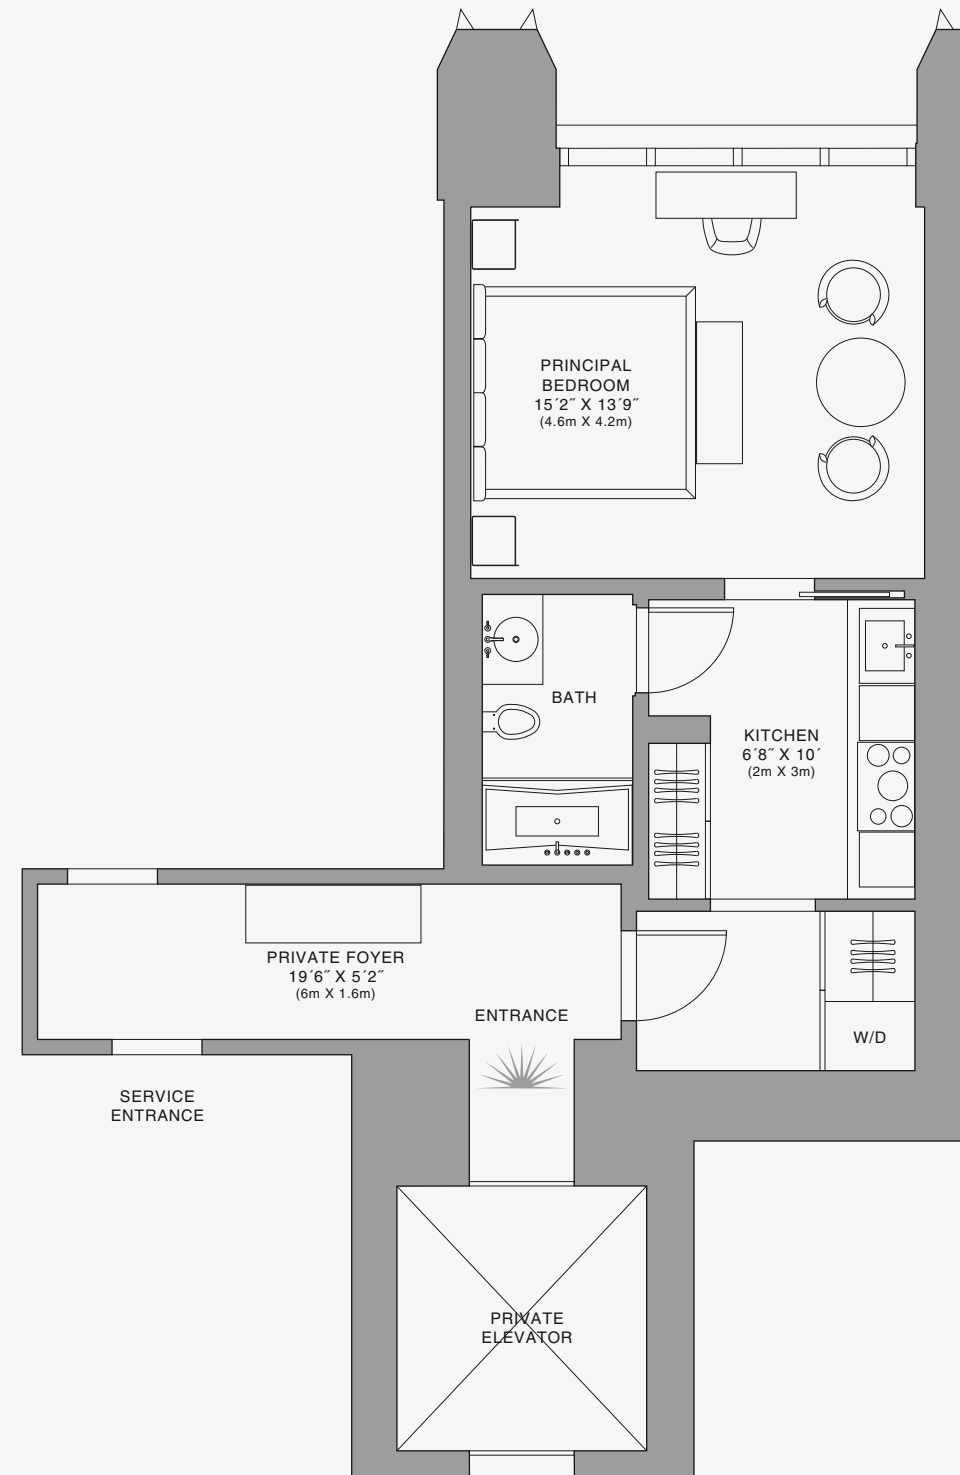 PRINCIPAL
BEDROOM
15´2˝ X 13´9˝
(4.6m X 4.2m)
BATH
KITCHEN
6´8˝ X 10´
(2m X 3m)
PRIVATE FOYER
19´6˝ X 5´2˝
(6m X 1.6m)
ENTRANCE
W/D
SERVICE
ENTRANCE
PRIVATE
ELEVATOR